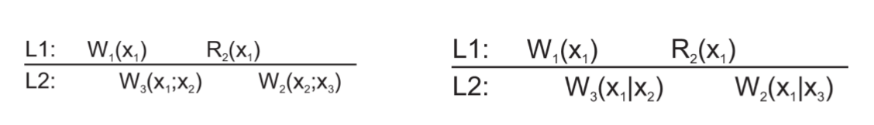 L1: W₁(x₁) R₂(x₁)
L2: W₃(x₁;x₂) W₂(x₂;x₃)
L1: W₁(x₁) R₂(x₁)
L2: W₃(x₁|x₂) W₂(x₁|x₃)